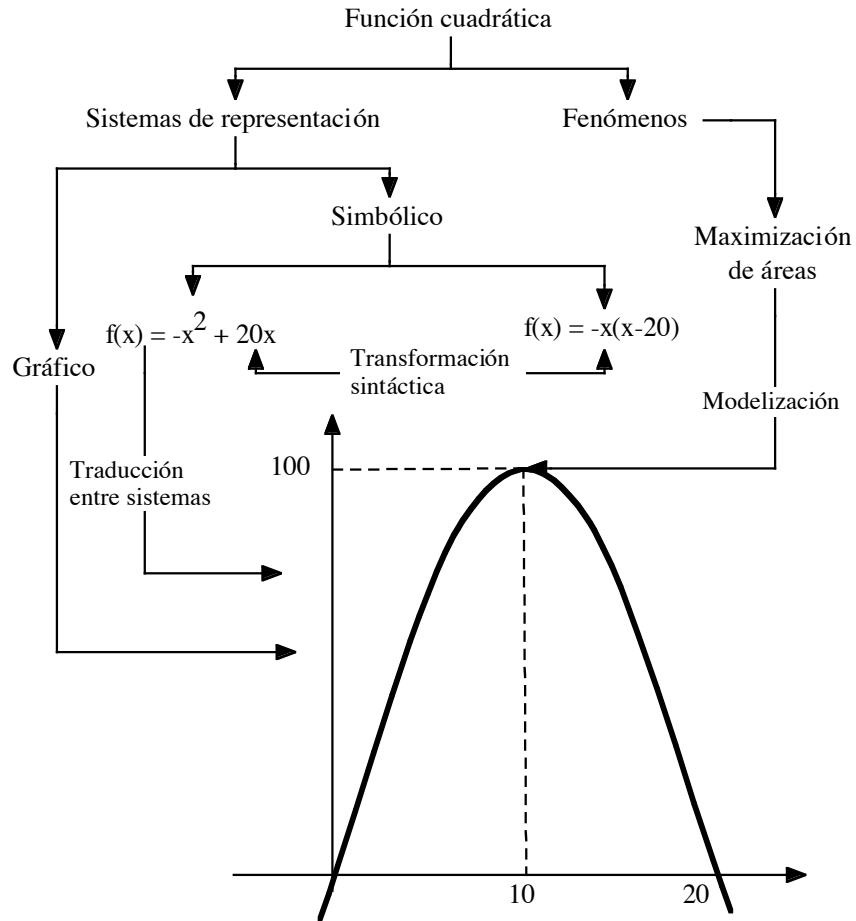 Función cuadrática
Sistemas de representación
Fenómenos
Simbólico
Maximización
de áreas
f(x) = -x² + 20x
f(x) = -x(x-20)
Gráfico
Transformación
sintáctica
Modelización
100
Traducción
entre sistemas
10
20